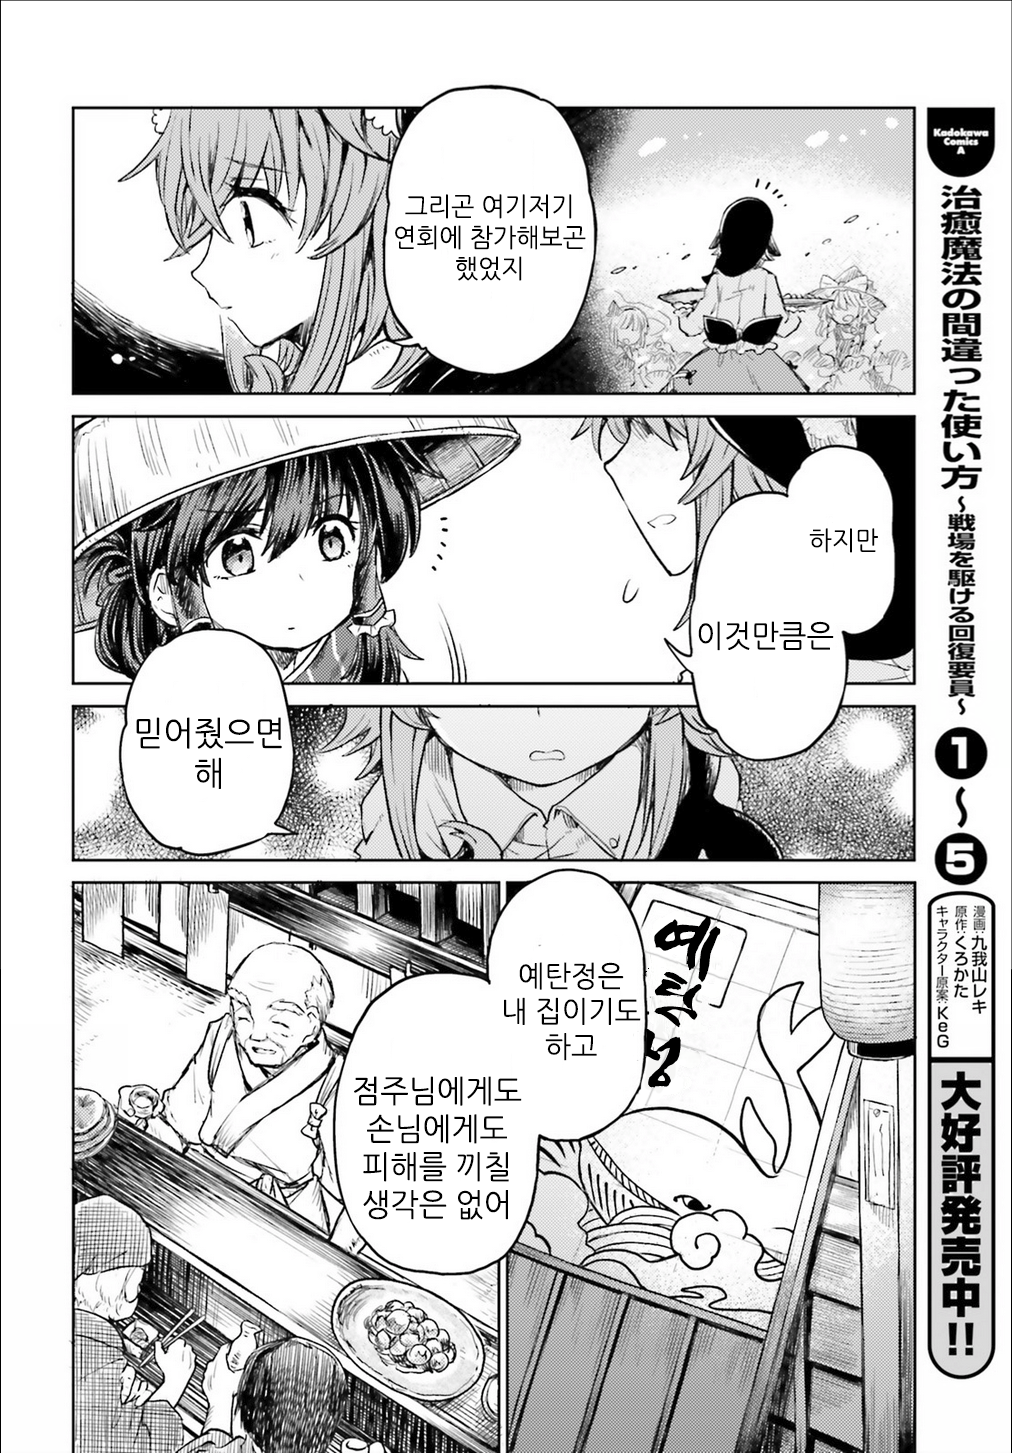 그리곤 여기저기
연회에 참가해보곤
했었지
하지만
이것만큼은
믿어줬으면
해
예탄정
예탄정은
내 집이기도
하고
점주님에게도
손님에게도
피해를 끼칠
생각은 없어
Kadokawa
Comics
A
治癒魔法の間違った使い方
～戦場を駆ける回復要員～
1～5
漫画:九我山レキ
原作:くろかた
キャラクター原案:KeG
大好評発売中!!